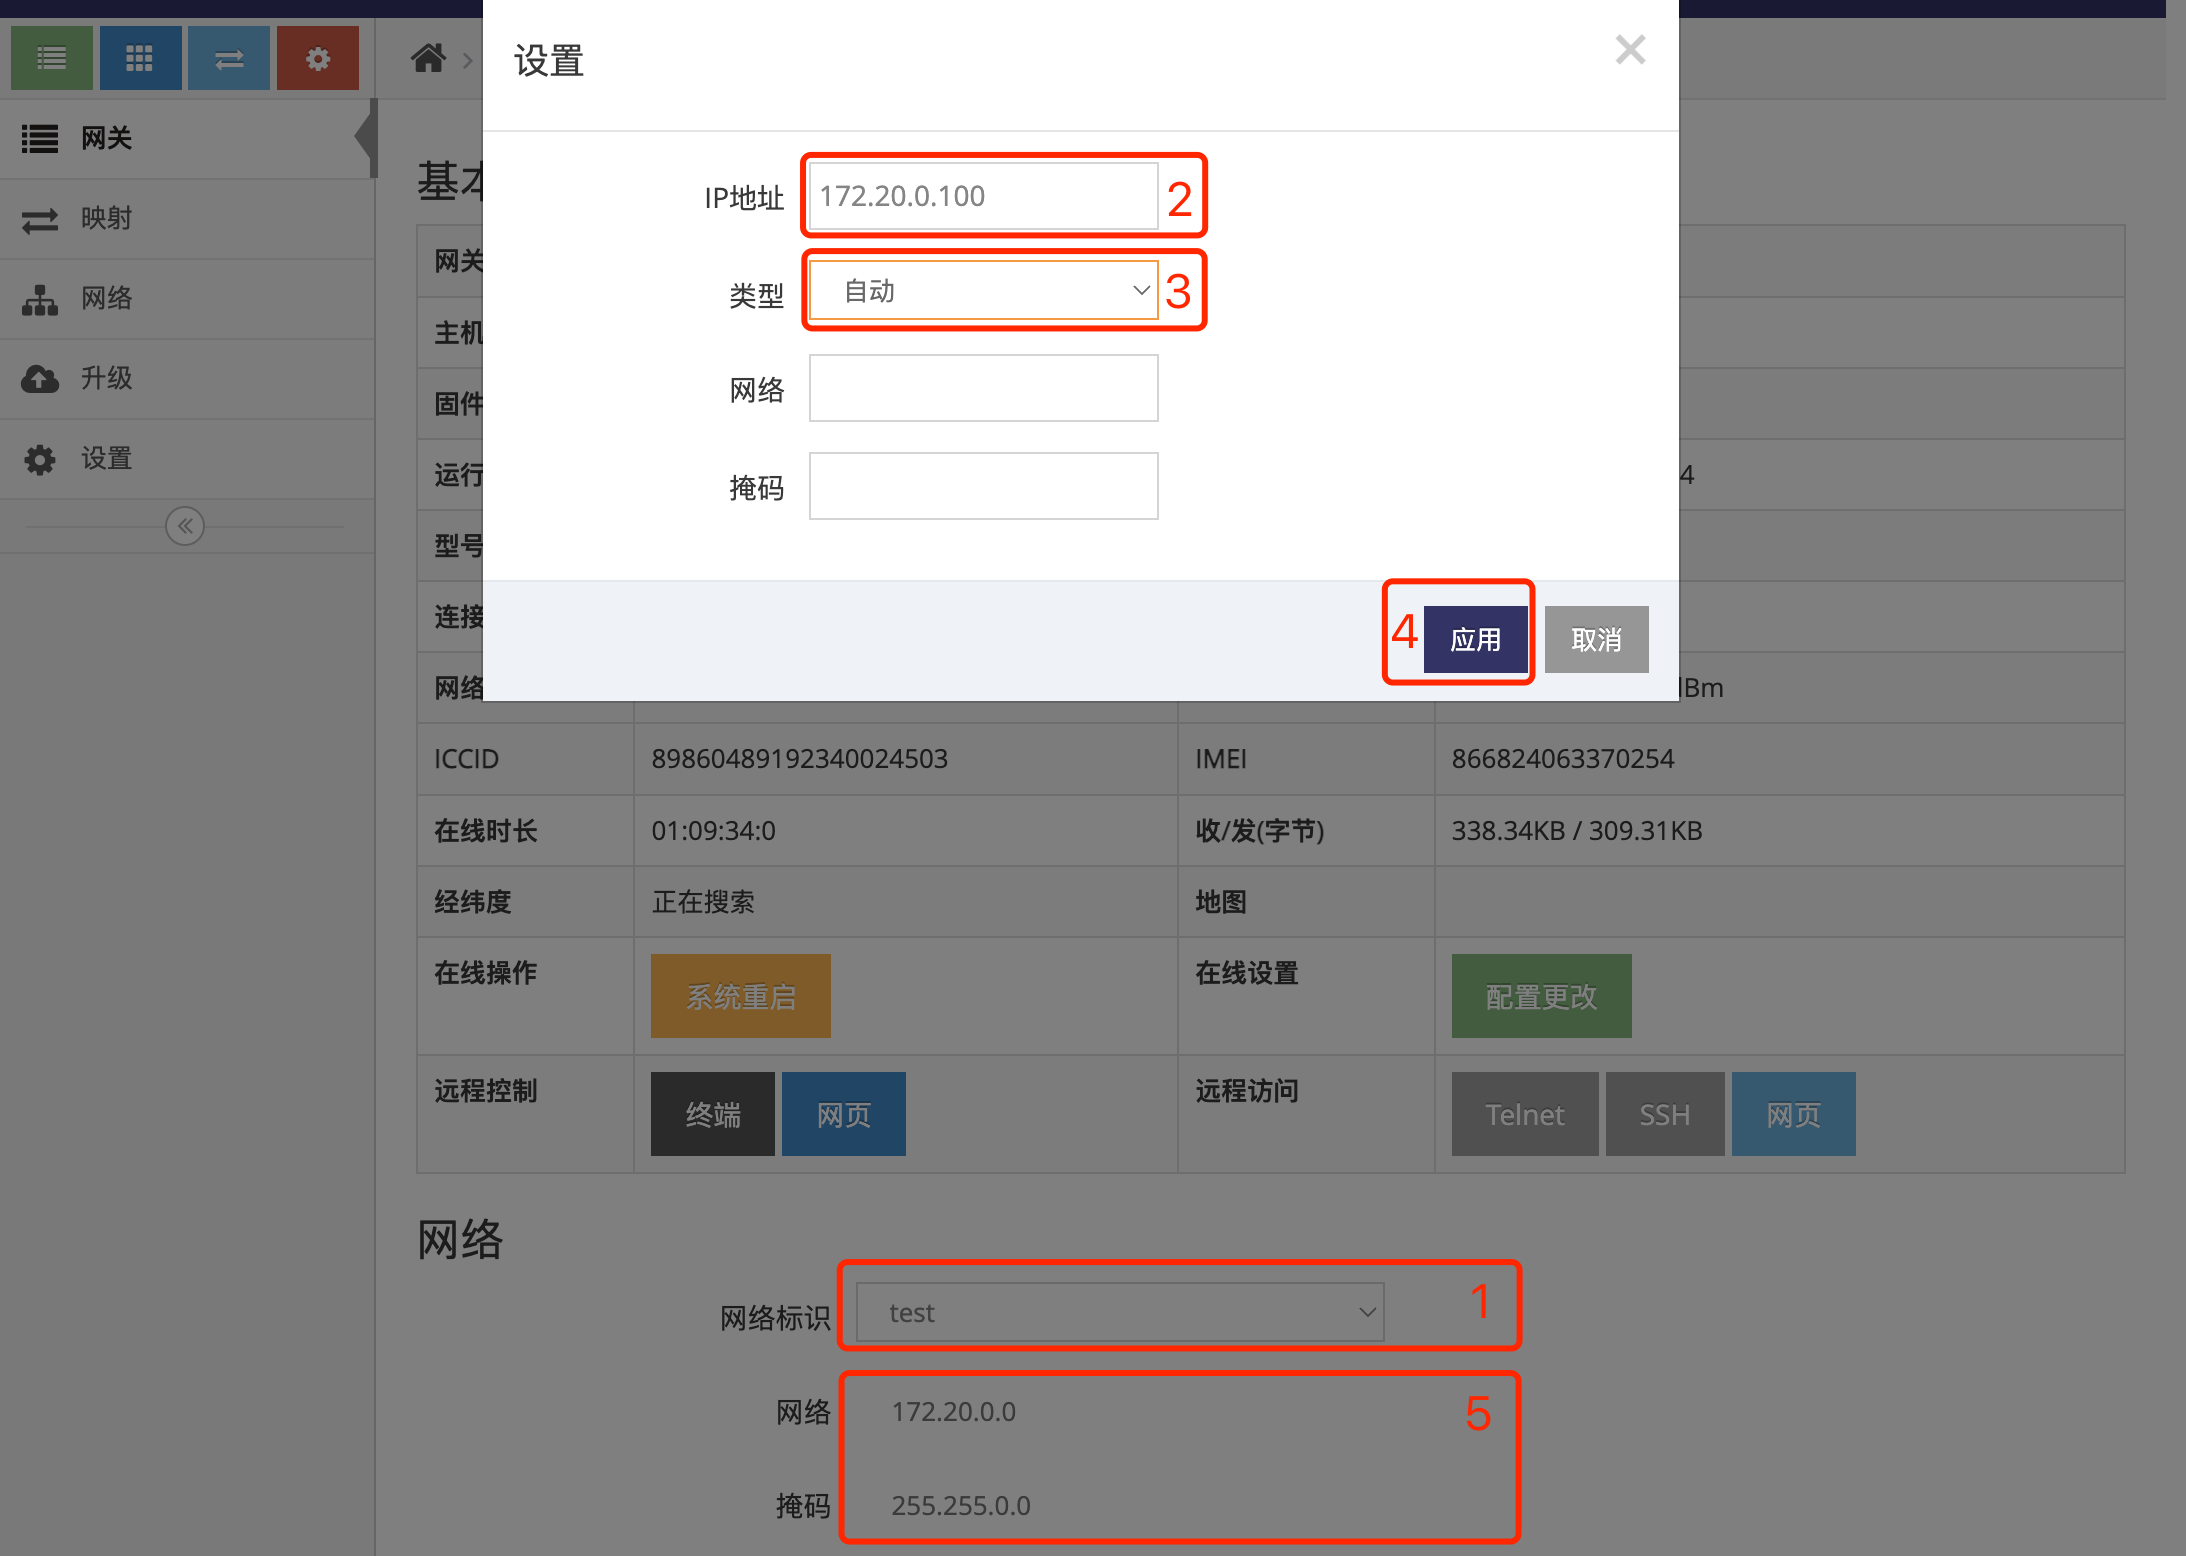 设置
网关
映射
网络
升级
设置
IP地址 172.20.0.100 2
类型 自动 3
网络
掩码
4 应用 取消
基本
网关
主机
固件
运行 4
型号
连接
网络 dBm
ICCID 89860489192340024503 IMEI 866824063370254
在线时长 01:09:34:0 收/发(字节) 338.34KB / 309.31KB
经纬度 正在搜索 地图
在线操作 系统重启 在线设置 配置更改
远程控制 终端 网页 远程访问 Telnet SSH 网页
网络
网络标识 test 1
网络 172.20.0.0 5
掩码 255.255.0.0